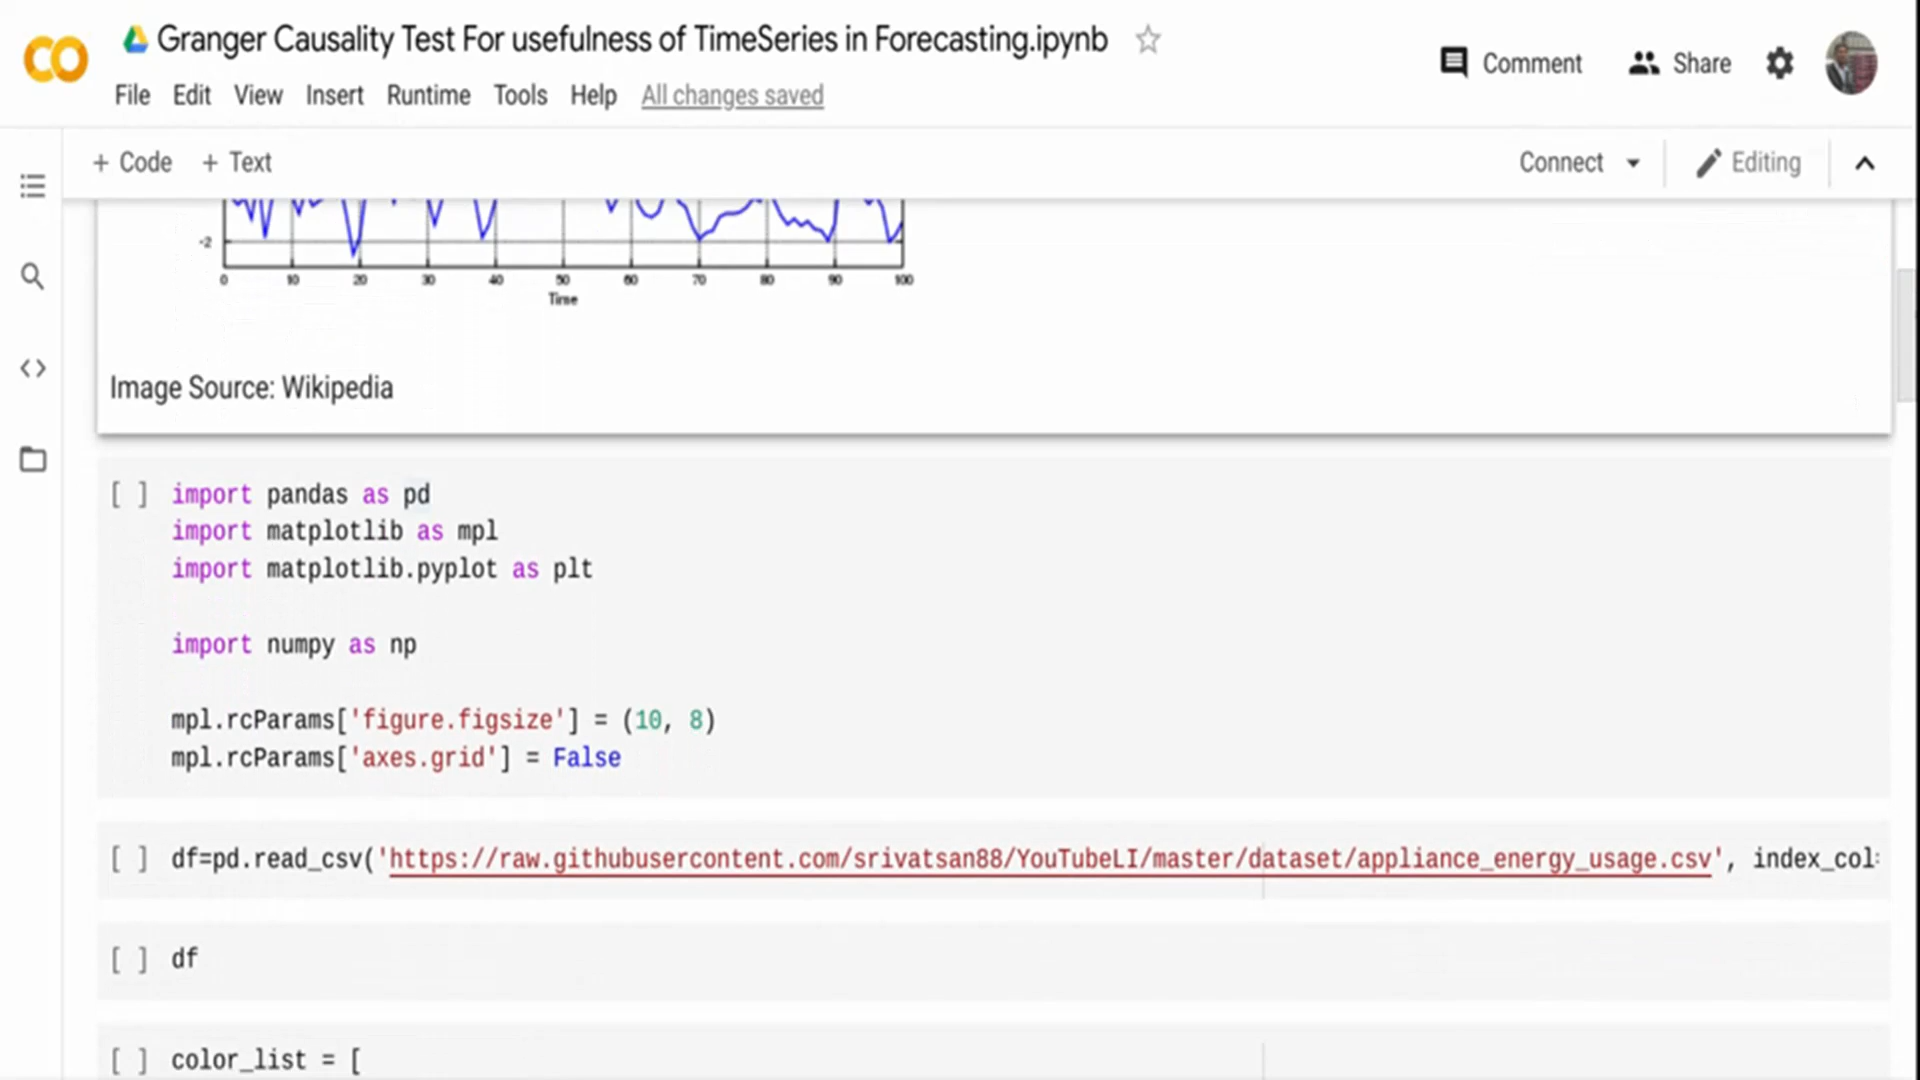 Granger Causality Test For usefulness of TimeSeries in Forecasting.ipynb
File Edit View Insert Runtime Tools Help All changes saved
Comment Share
+ Code + Text
Connect Editing
-2
0 10 20 30 40 50 60 70 80 90 100
Time
Image Source: Wikipedia
[ ] import pandas as pd
import matplotlib as mpl
import matplotlib.pyplot as plt
import numpy as np
mpl.rcParams['figure.figsize'] = (10, 8)
mpl.rcParams['axes.grid'] = False
[ ] df=pd.read_csv('https://raw.githubusercontent.com/srivatsan88/YouTubeLI/master/dataset/appliance_energy_usage.csv', index_col
[ ] df
[ ] color_list = [